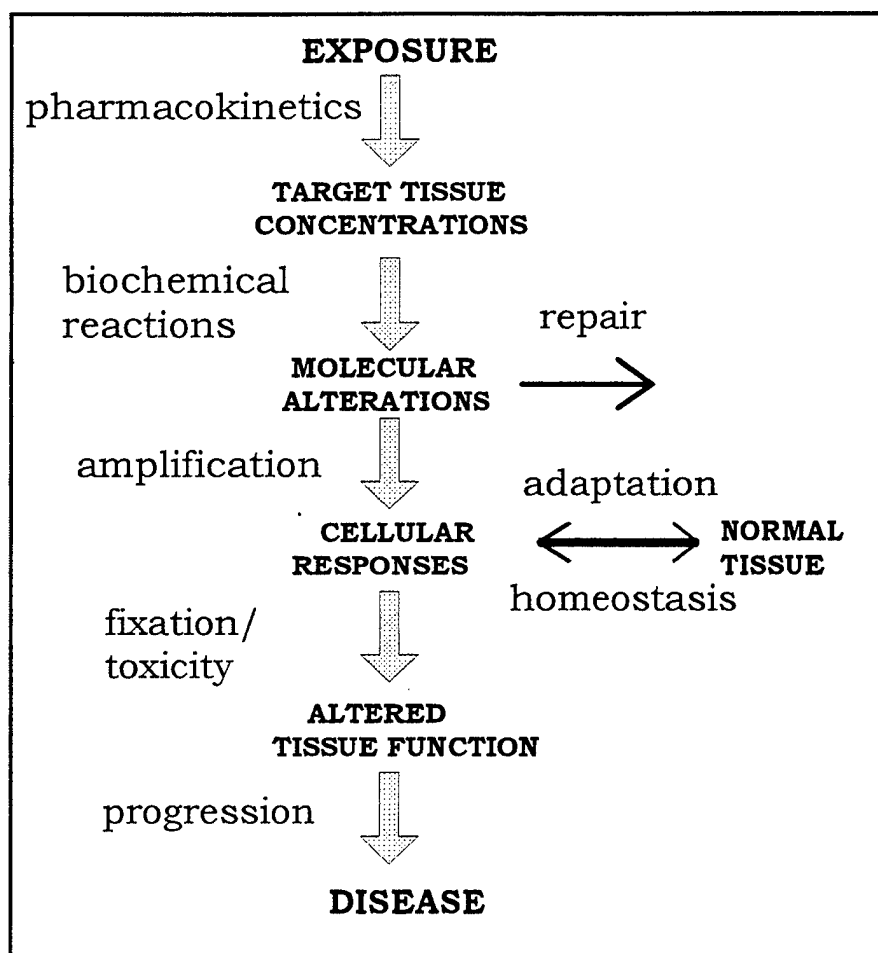 EXPOSURE
pharmacokinetics
TARGET TISSUE
CONCENTRATIONS
biochemical
reactions
repair
MOLECULAR
ALTERATIONS
amplification
adaptation
CELLULAR
RESPONSES
NORMAL
TISSUE
homeostasis
fixation/
toxicity
ALTERED
TISSUE FUNCTION
progression
DISEASE